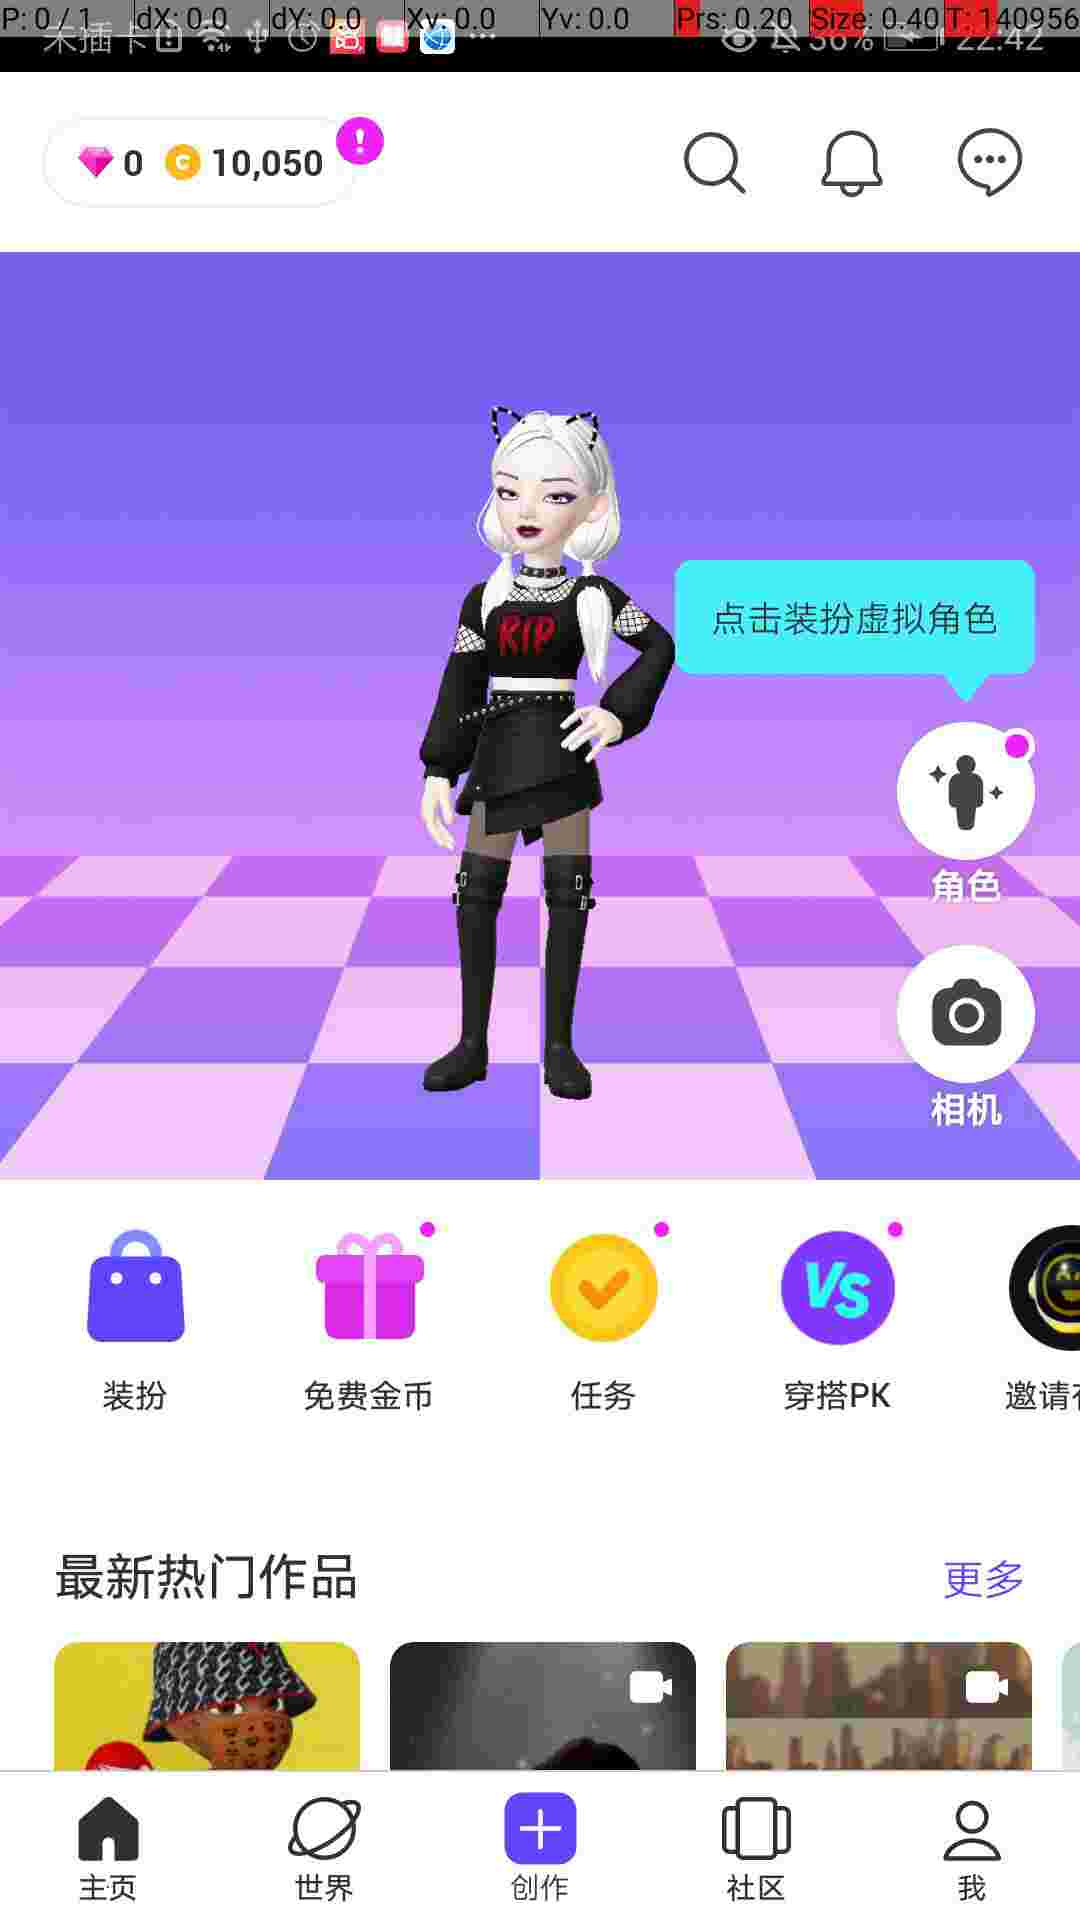 P: 0 / 1 dX: 0.0 dY: 0.0 Xv: 0.0 Yv: 0.0 Prs: 0.20 Size: 0.40 T: 140956
未插卡 36% 22:42
0 C 10,050 !
RIP
点击装扮虚拟角色
角色
相机
VS
装扮 免费金币 任务 穿搭PK 邀请
最新热门作品 更多
主页 世界 创作 社区 我